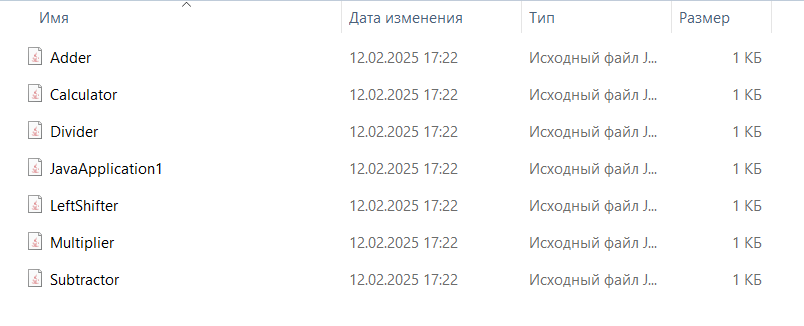 Имя Дата изменения Тип Размер
Adder 12.02.2025 17:22 Исходный файл J... 1 КБ
Calculator 12.02.2025 17:22 Исходный файл J... 1 КБ
Divider 12.02.2025 17:22 Исходный файл J... 1 КБ
JavaApplication1 12.02.2025 17:22 Исходный файл J... 1 КБ
LeftShifter 12.02.2025 17:22 Исходный файл J... 1 КБ
Multiplier 12.02.2025 17:22 Исходный файл J... 1 КБ
Subtractor 12.02.2025 17:22 Исходный файл J... 1 КБ